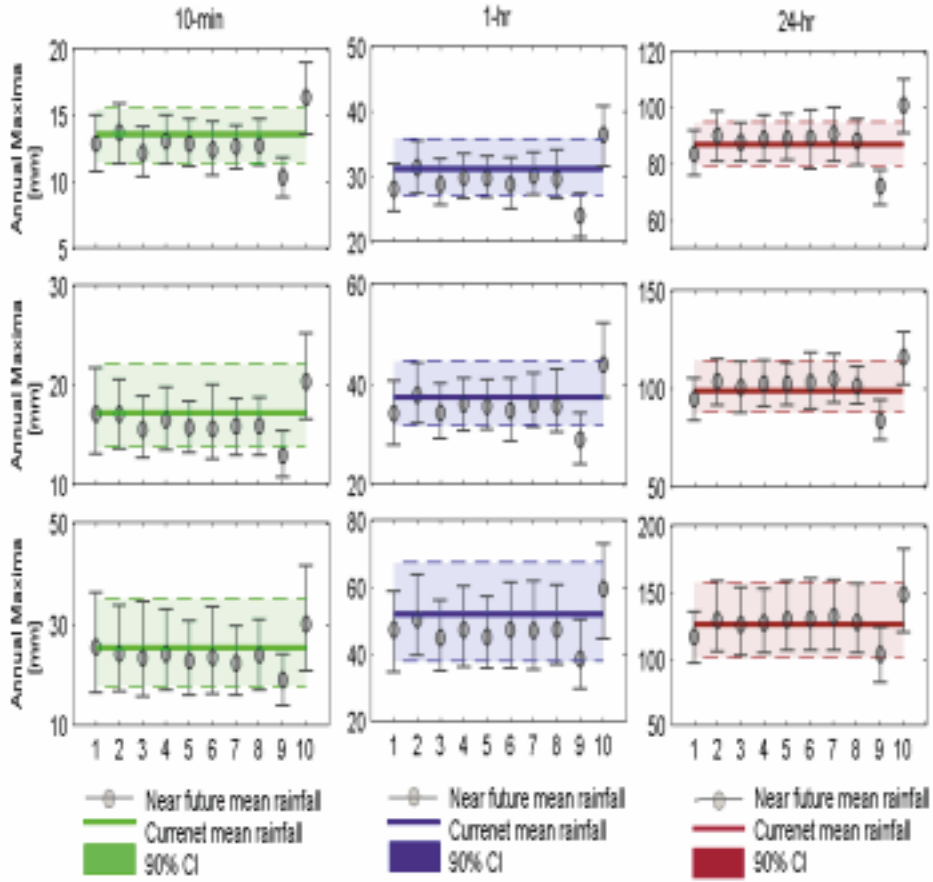 10-min 1-hr 24-hr
Annual Maxima [mm]
20
15
10
5
50
40
30
20
120
100
80
60
Annual Maxima [mm]
30
20
10
60
40
20
150
100
50
Annual Maxima [mm]
50
30
10
80
60
40
20
200
150
100
50
1 2 3 4 5 6 7 8 9 10
1 2 3 4 5 6 7 8 9 10
1 2 3 4 5 6 7 8 9 10
Near future mean rainfall
Currenet mean rainfall
90% CI
Near future mean rainfall
Currenet mean rainfall
90% CI
Near future mean rainfall
Currenet mean rainfall
90% CI